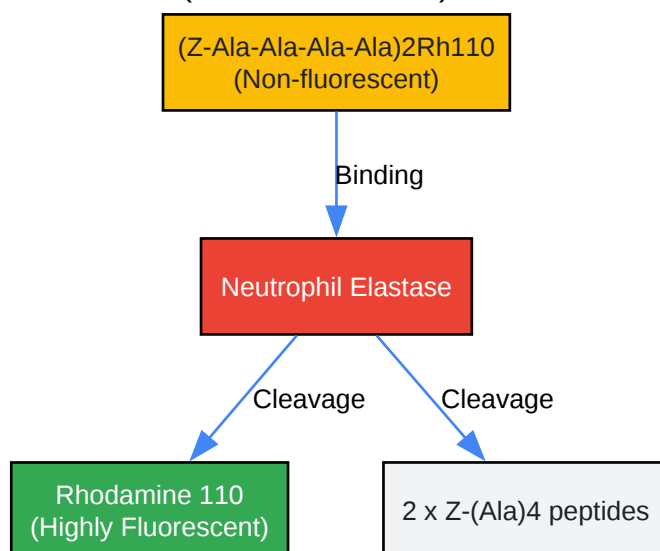 (Z-Ala-Ala-Ala-Ala)2Rh110
(Non-fluorescent)
Binding
Neutrophil Elastase
Cleavage
Cleavage
Rhodamine 110
(Highly Fluorescent)
2 x Z-(Ala)4 peptides